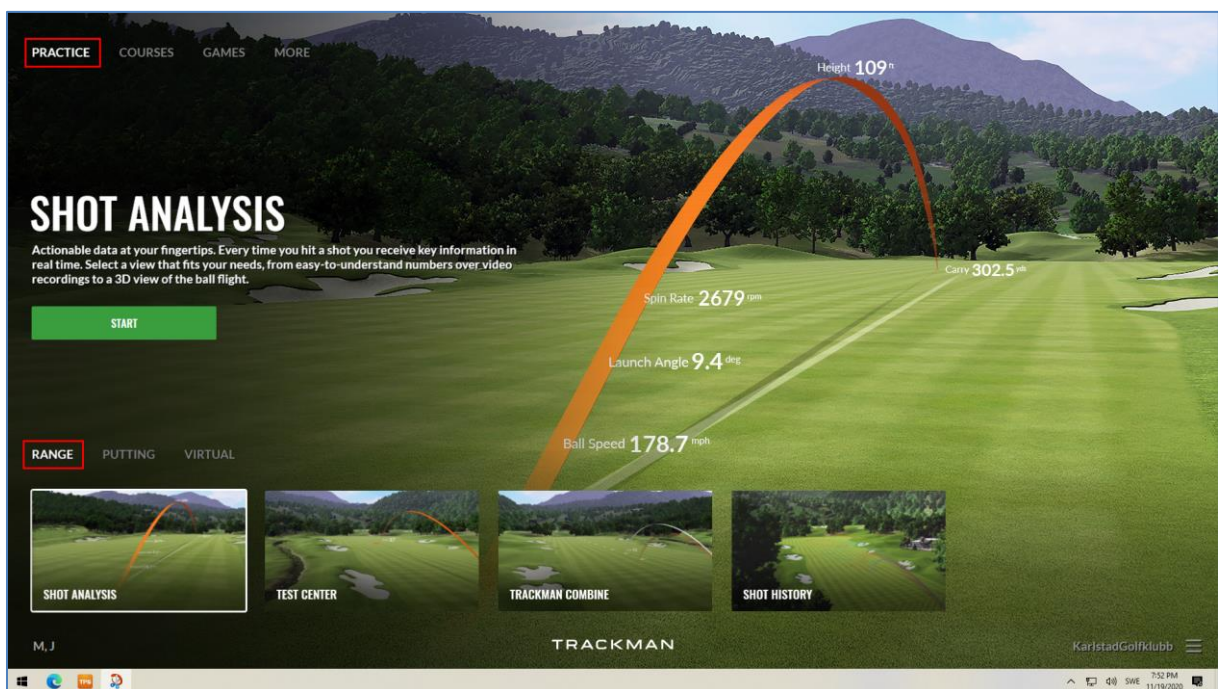 PRACTICE COURSES GAMES MORE
Height 109 ft
SHOT ANALYSIS
Actionable data at your fingertips. Every time you hit a shot you receive key information in
real time. Select a view that fits your needs, from easy-to-understand numbers over video
recordings to a 3D view of the ball flight.
Carry 302.5 yds
Spin Rate 2679 rpm
START
Launch Angle 9.4 deg
Ball Speed 178.7 mph
RANGE PUTTING VIRTUAL
SHOT ANALYSIS TEST CENTER TRACKMAN COMBINE SHOT HISTORY
M, J TRACKMAN KarlstadGolfklubb
TP6 SWE 7:52 PM
11/19/2020